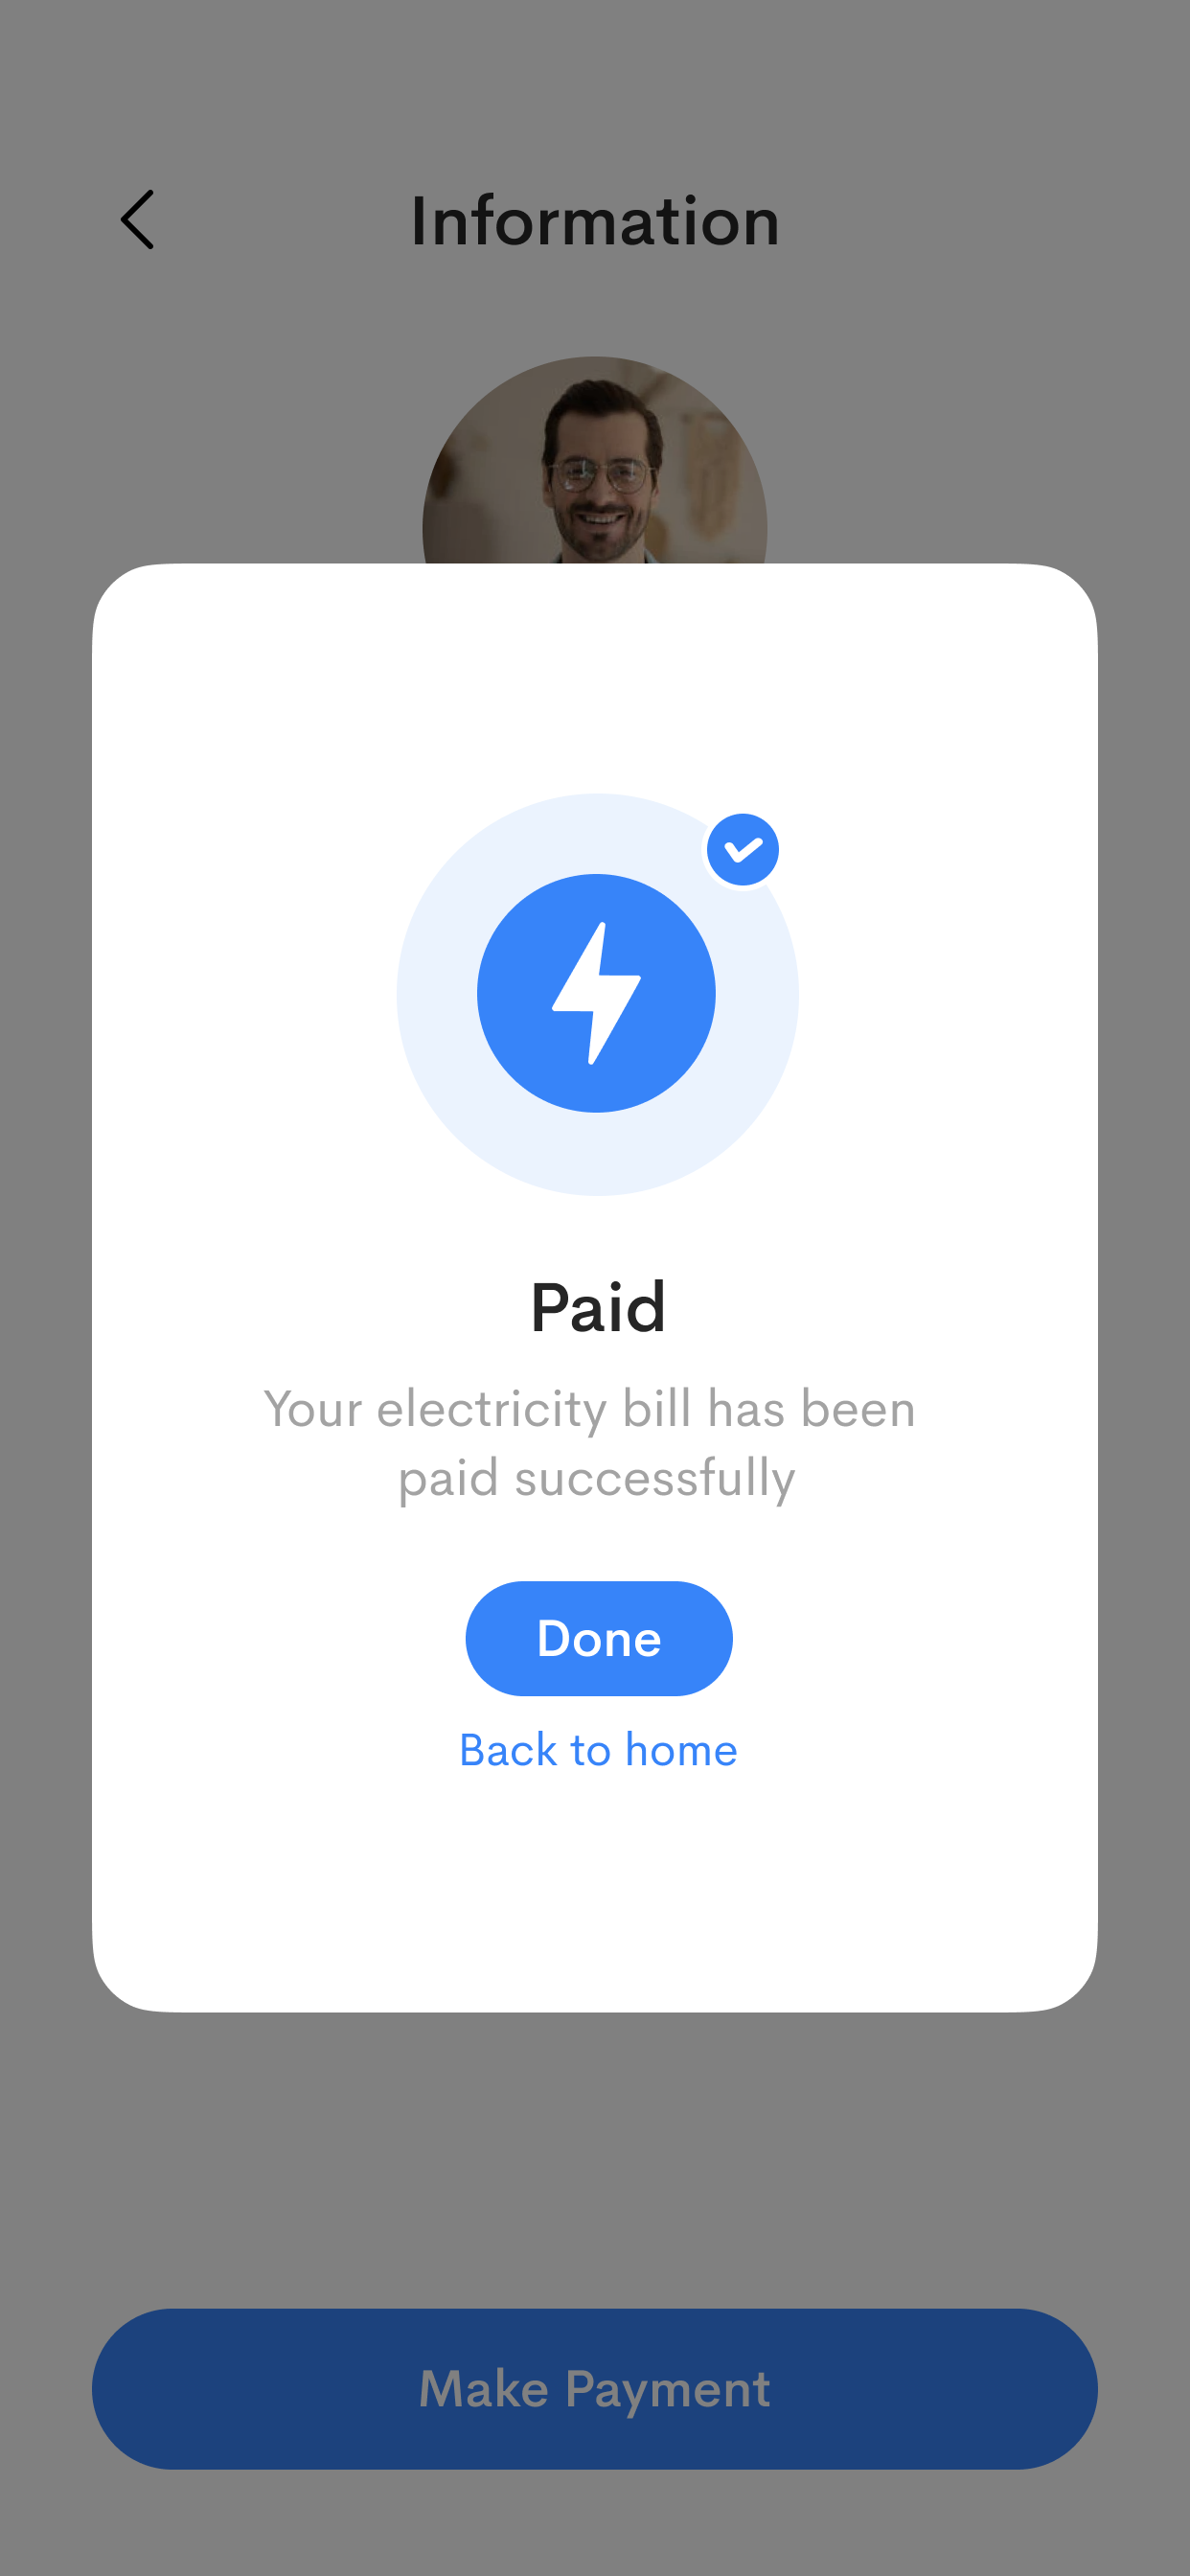 Information
Paid
Your electricity bill has been
paid successfully
Done
Back to home
Make Payment